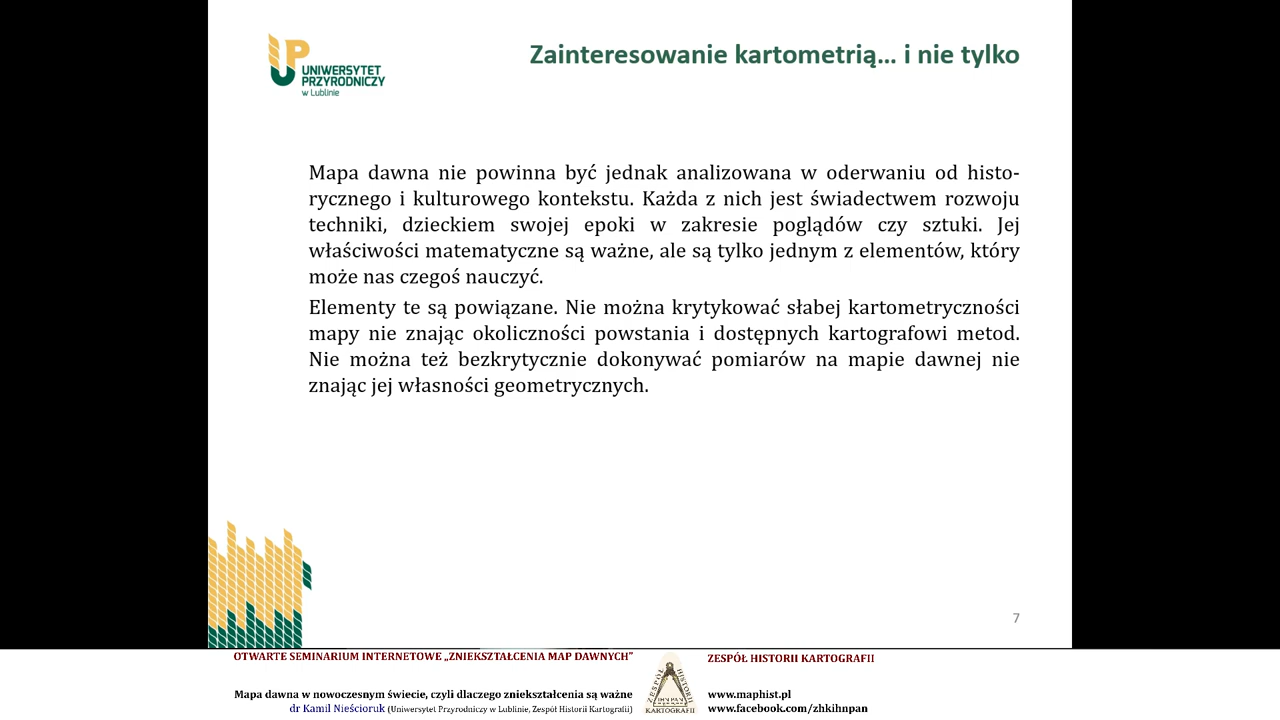 UP
UNIWERSYTET
PRZYRODNICZY
w Lublinie
Zainteresowanie kartometrią... i nie tylko
Mapa dawna nie powinna być jednak analizowana w oderwaniu od histo-
rycznego i kulturowego kontekstu. Każda z nich jest świadectwem rozwoju
techniki, dzieckiem swojej epoki w zakresie poglądów czy sztuki. Jej
właściwości matematyczne są ważne, ale są tylko jednym z elementów, który
może nas czegoś nauczyć.
Elementy te są powiązane. Nie można krytykować słabej kartometryczności
mapy nie znając okoliczności powstania i dostępnych kartografowi metod.
Nie można też bezkrytycznie dokonywać pomiarów na mapie dawnej nie
znając jej własności geometrycznych.
7
OTWARTE SEMINARIUM INTERNETOWE „ZNIEKSZTAŁCENIA MAP DAWNYCH”
Mapa dawna w nowoczesnym świecie, czyli dlaczego zniekształcenia są ważne
dr Kamil Nieścioruk (Uniwersytet Przyrodniczy w Lublinie, Zespół Historii Kartografii)
ZESPÓŁ HISTORII
IHN PAN
KARTOGRAFII
ZESPÓŁ HISTORII KARTOGRAFII
www.maphist.pl
www.facebook.com/zhkihnpan